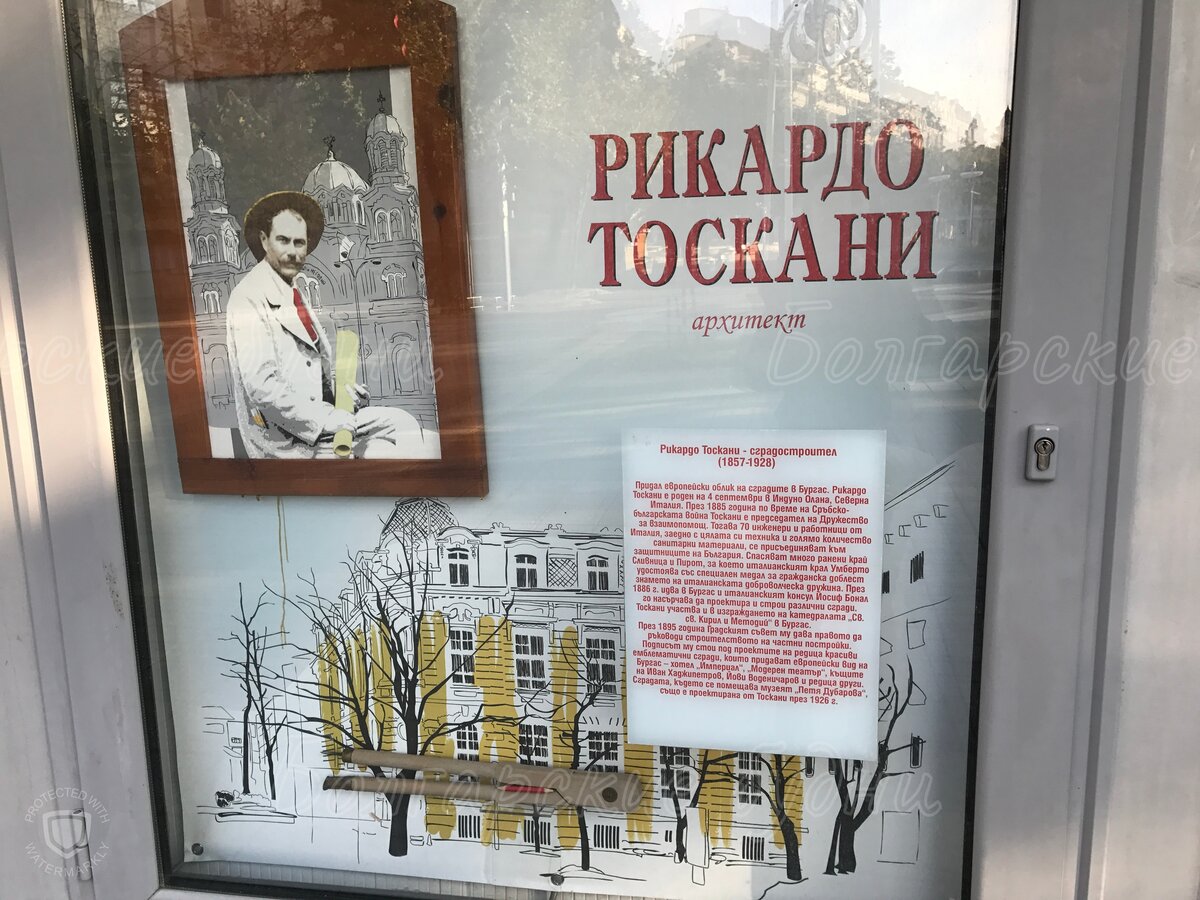 РИКАРДО
ТОСКАНИ
архитект
Рикардо Тоскани - сградостроител
(1857-1928)
Придал европейски облик на сградите в Бургас. Рикардо
Тоскани е роден на 4 септември в Индуно Олана, Северна
Италия. През 1885 година по време на Сръбско-
българската война Тоскани е председател на Дружество
за взаимопомощ. Тогава 70 инженери и работници от
Италия, заедно с цялата си техника и голямо количество
санитарни материали, се присъединяват към
защитниците на България. Спасяват много ранени край
Сливница и Пирот, за което италианският крал Умберто
удостоява със специален медал за гражданска доблест
знамето на италианската доброволческа дружина. През
1886 г. идва в Бургас и италианският консул Йосиф Бонал
го насърчава да проектира и строи различни сгради.
Тоскани участва и в изграждането на катедралата „Св.
св. Кирил и Методий“ в Бургас.
През 1895 година Градският съвет му дава правото да
ръководи строителството на частни постройки.
Подписът му стои под проектите на редица красиви
емблематични сгради, които придават европейски вид на
Бургас – хотел „Империал“, „Модерен театър“, къщите
на Иван Хаджипетров, Йови Воденичаров и редица други.
Сградата, където се помещава музеят „Петя Дубарова“,
също е проектирана от Тоскани през 1926 г.
Болгарские
PROTECTED WITH
WATERMARKLY